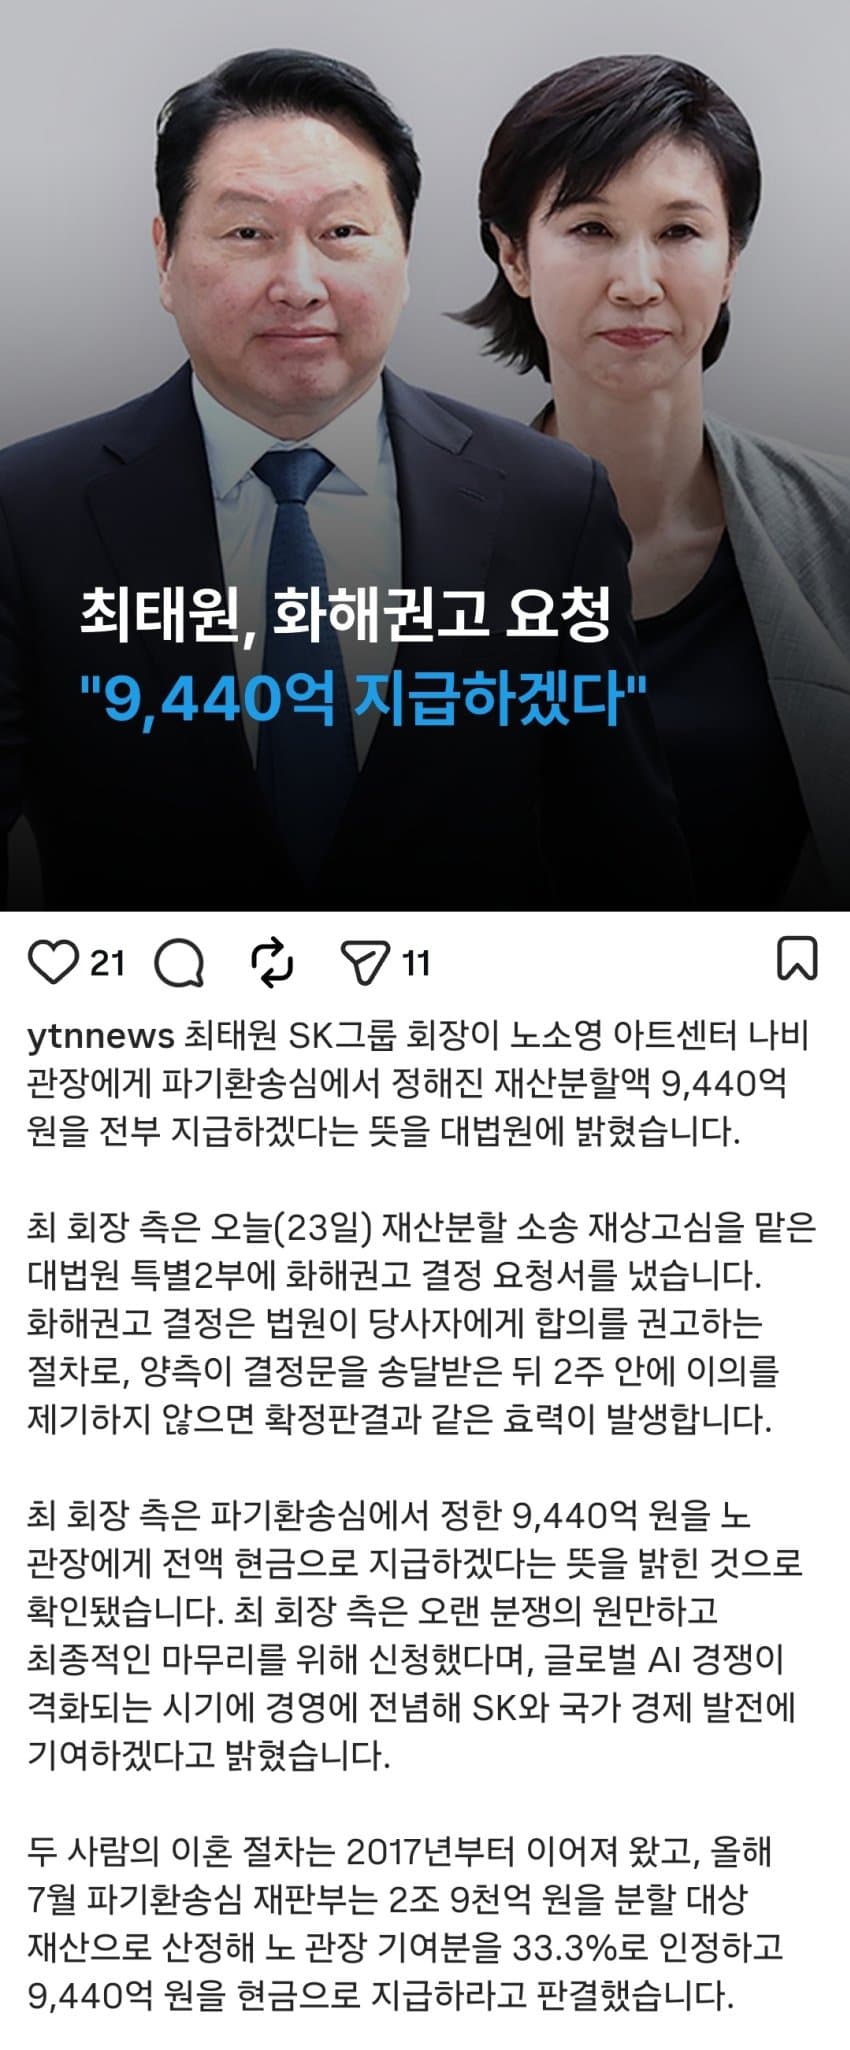 최태원, 화해권고 요청
"9,440억 지급하겠다"
21
11
ytnnews 최태원 SK그룹 회장이 노소영 아트센터 나비
관장에게 파기환송심에서 정해진 재산분할액 9,440억
원을 전부 지급하겠다는 뜻을 대법원에 밝혔습니다.
최 회장 측은 오늘(23일) 재산분할 소송 재상고심을 맡은
대법원 특별2부에 화해권고 결정 요청서를 냈습니다.
화해권고 결정은 법원이 당사자에게 합의를 권고하는
절차로, 양측이 결정문을 송달받은 뒤 2주 안에 이의를
제기하지 않으면 확정판결과 같은 효력이 발생합니다.
최 회장 측은 파기환송심에서 정한 9,440억 원을 노
관장에게 전액 현금으로 지급하겠다는 뜻을 밝힌 것으로
확인됐습니다. 최 회장 측은 오랜 분쟁의 원만하고
최종적인 마무리를 위해 신청했다며, 글로벌 AI 경쟁이
격화되는 시기에 경영에 전념해 SK와 국가 경제 발전에
기여하겠다고 밝혔습니다.
두 사람의 이혼 절차는 2017년부터 이어져 왔고, 올해
7월 파기환송심 재판부는 2조 9천억 원을 분할 대상
재산으로 산정해 노 관장 기여분을 33.3%로 인정하고
9,440억 원을 현금으로 지급하라고 판결했습니다.